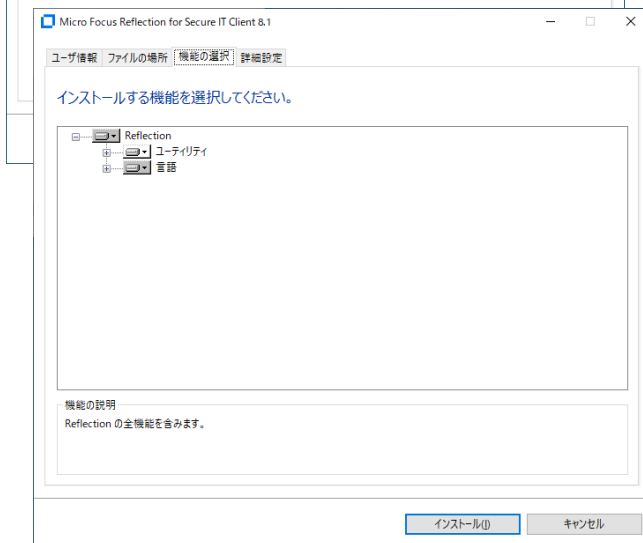 Micro Focus Reflection for Secure IT Client 8.1
ユーザ情報 ファイルの場所 機能の選択 詳細設定
インストールする機能を選択してください。
Reflection
ユーティリティ
言語
機能の説明
Reflection の全機能を含みます。
インストール(I) キャンセル